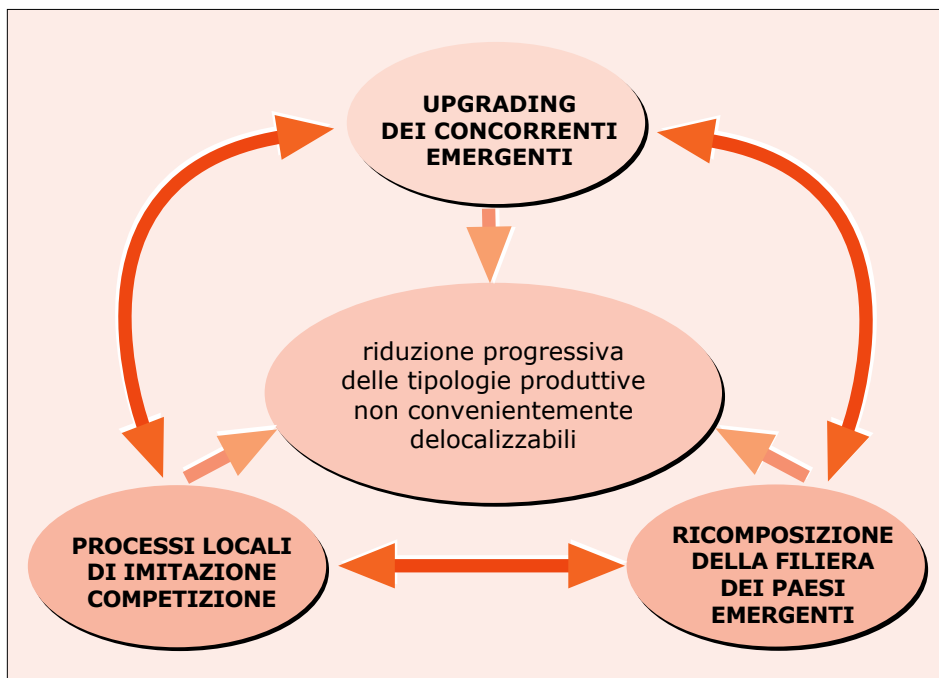 UPGRADING
DEI CONCORRENTI
EMERGENTI
riduzione progressiva
delle tipologie produttive
non convenientemente
delocalizzabili
PROCESSI LOCALI
DI IMITAZIONE
COMPETIZIONE
RICOMPOSIZIONE
DELLA FILIERA
DEI PAESI
EMERGENTI